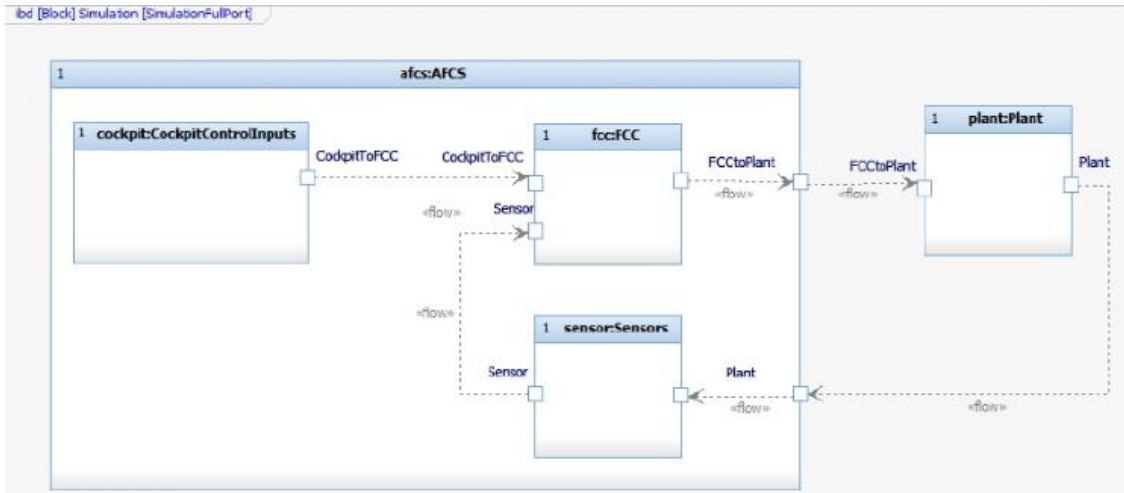 ibd [Block] Simulation [SimulationFullPort]
1 afcs:AFCS
1 cockpit:CockpitControlInputs
CockpitToFCC
CockpitToFCC
1 fcc:FCC
FCCtoPlant
«flow»
FCCtoPlant
«flow»
1 plant:Plant
Plant
«flow»
Sensor
«flow»
1 sensor:Sensors
Sensor
Plant
«flow»
«flow»